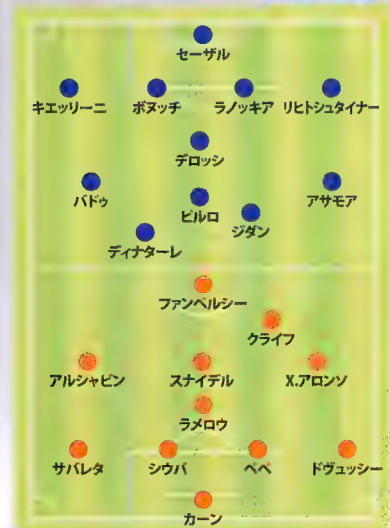 セーザル
キエッリーニ ボヌッチ ラノッキア リヒトシュタイナー
デロッシ
バドゥ ピルロ アサモア
ディナターレ ジダン
ファンペルシー
クライフ
アルシャビン スナイデル X.アロンソ
ラメロウ
サバレタ シウバ ペペ ドヴュッシー
カーン